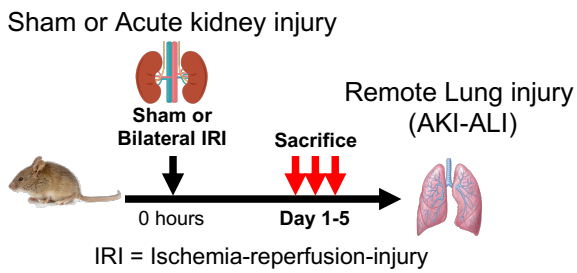 Sham or Acute kidney injury
Sham or
Bilateral IRI
Sacrifice
Remote Lung injury
(AKI-ALI)
0 hours
Day 1-5
IRI = Ischemia-reperfusion-injury